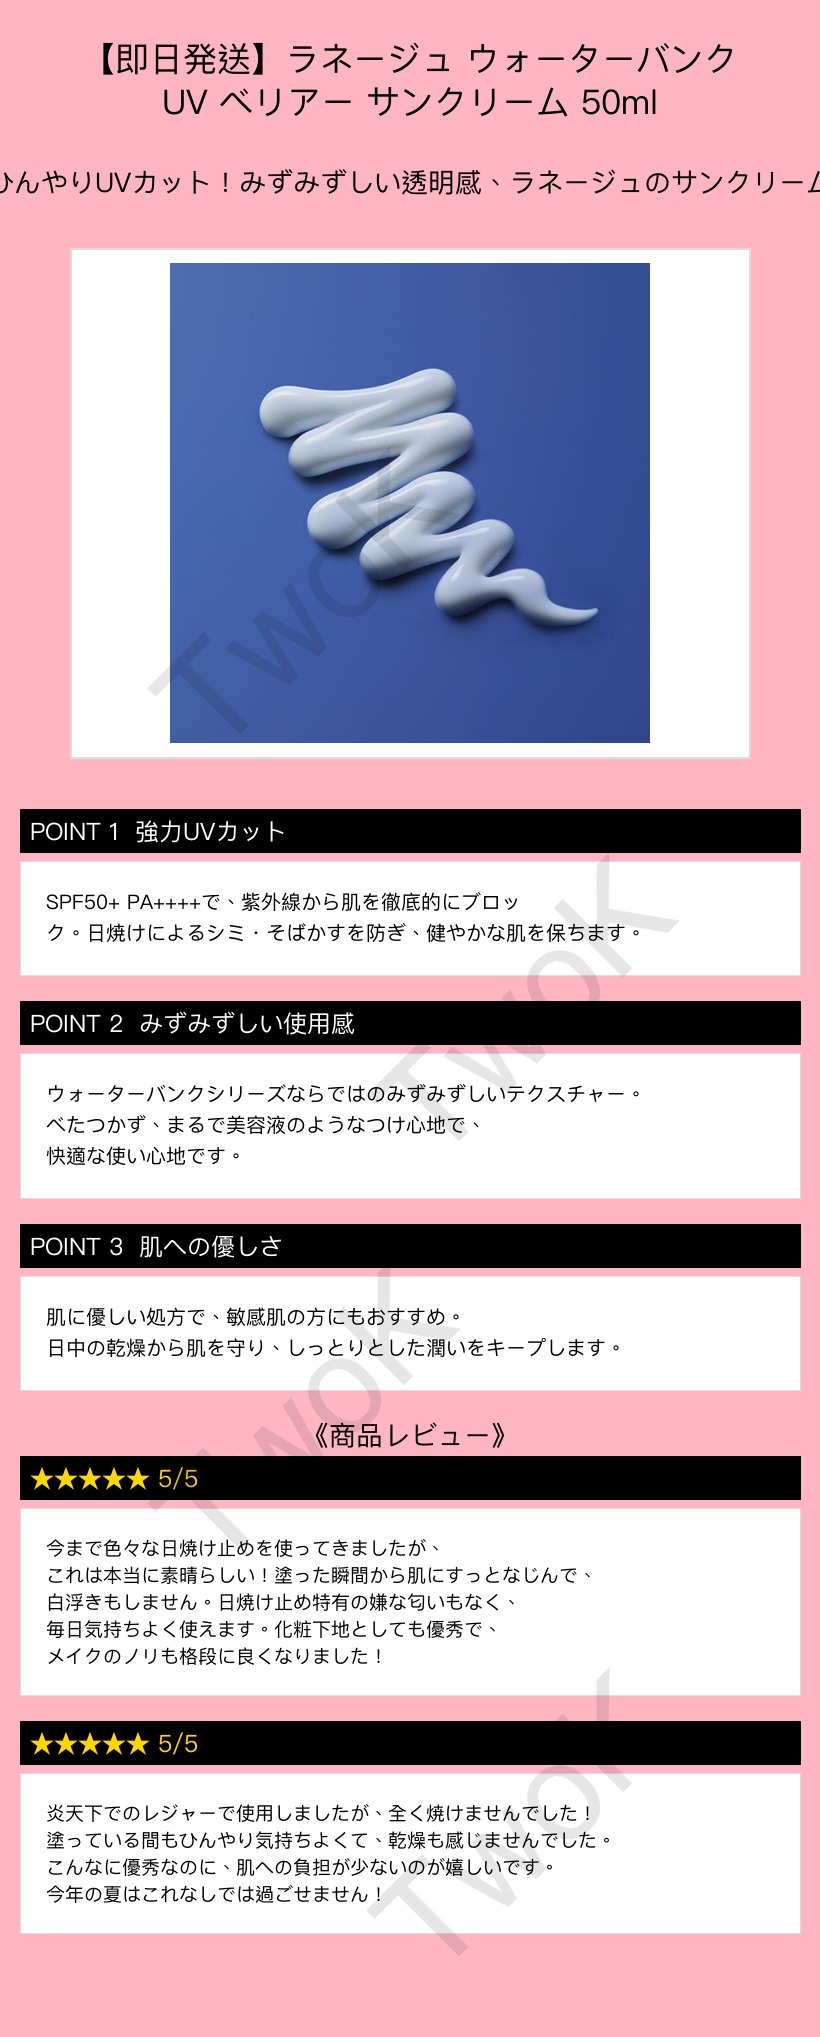 【即日発送】ラネージュ ウォーターバンク
UV ベリアー サンクリーム 50ml
ひんやりUVカット！みずみずしい透明感、ラネージュのサンクリーム
TwoK
POINT 1 強力UVカット
SPF50+ PA++++で、紫外線から肌を徹底的にブロッ
ク。日焼けによるシミ・そばかすを防ぎ、健やかな肌を保ちます。
TwoK
POINT 2 みずみずしい使用感
ウォーターバンクシリーズならではのみずみずしいテクスチャー。
べたつかず、まるで美容液のようなつけ心地で、
快適な使い心地です。
POINT 3 肌への優しさ
肌に優しい処方で、敏感肌の方にもおすすめ。
日中の乾燥から肌を守り、しっとりとした潤いをキープします。
TwoK
《商品レビュー》
★★★★★ 5/5
今まで色々な日焼け止めを使ってきましたが、
これは本当に素晴らしい！塗った瞬間から肌にすっとなじんで、
白浮きもしません。日焼け止め特有の嫌な匂いもなく、
毎日気持ちよく使えます。化粧下地としても優秀で、
メイクのノリも格段に良くなりました！
★★★★★ 5/5
炎天下でのレジャーで使用しましたが、全く焼けませんでした！
塗っている間もひんやり気持ちよくて、乾燥も感じませんでした。
こんなに優秀なのに、肌への負担が少ないのが嬉しいです。
今年の夏はこれなしでは過ごせません！
TwoK